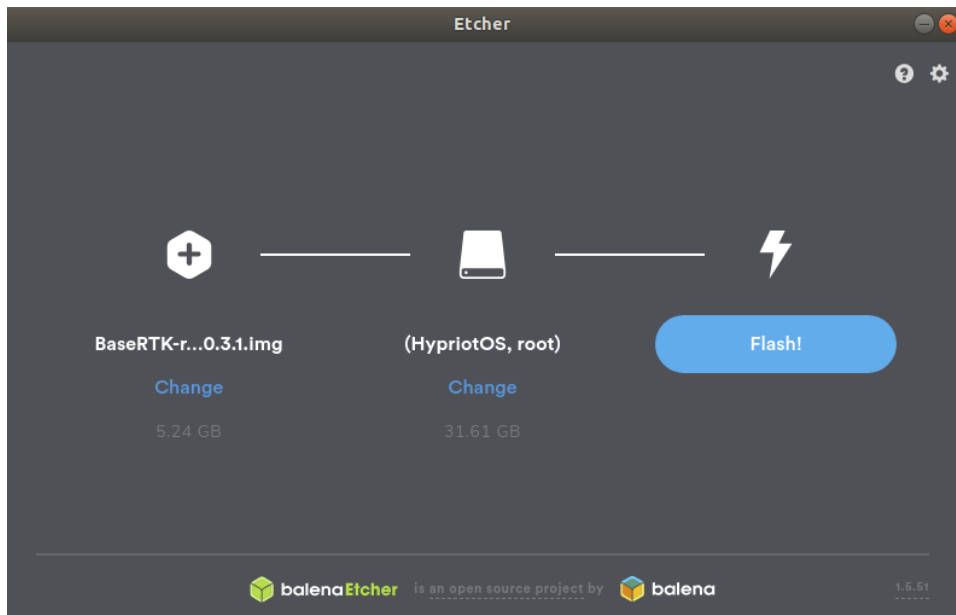 Etcher
BaseRTK-r...0.3.1.img
Change
5.24 GB
(HypriotOS, root)
Change
31.61 GB
Flash!
balenaEtcher is an open source project by balena
1.5.51